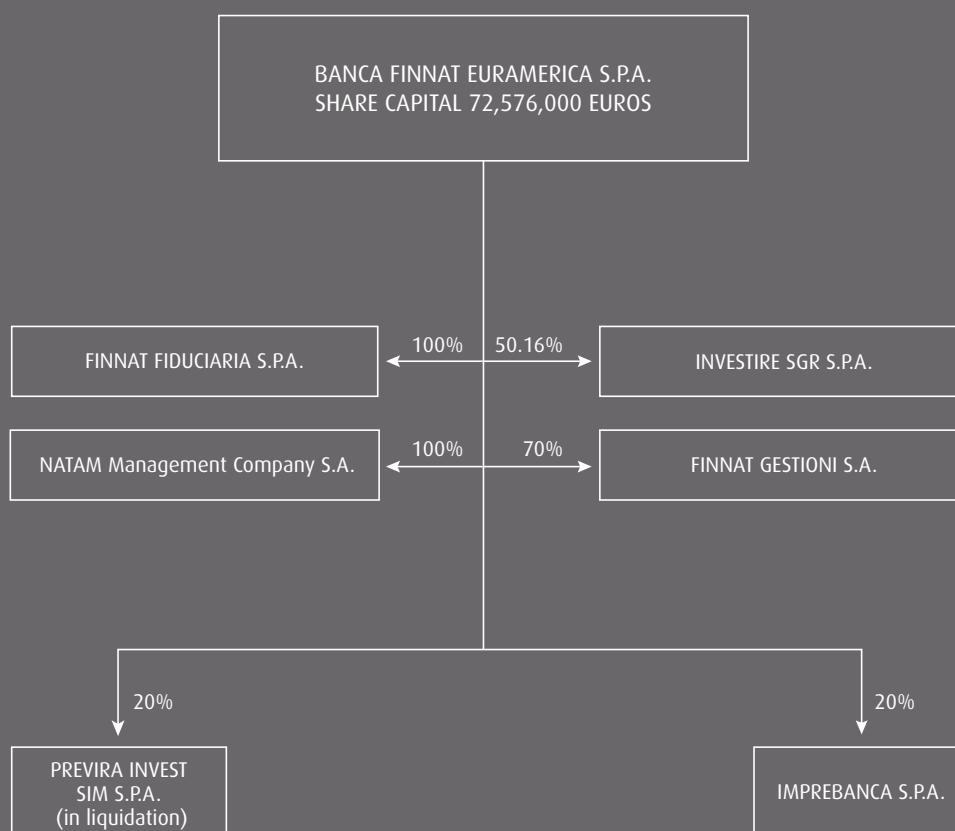 BANCA FINNAT EURAMERICA S.P.A.
SHARE CAPITAL 72,576,000 EUROS
FINNAT FIDUCIARIA S.P.A.
100%
50.16%
INVESTIRE SGR S.P.A.
NATAM Management Company S.A.
100%
70%
FINNAT GESTIONI S.A.
20%
20%
PREVIRA INVEST
SIM S.P.A.
(in liquidation)
IMPREBANCA S.P.A.